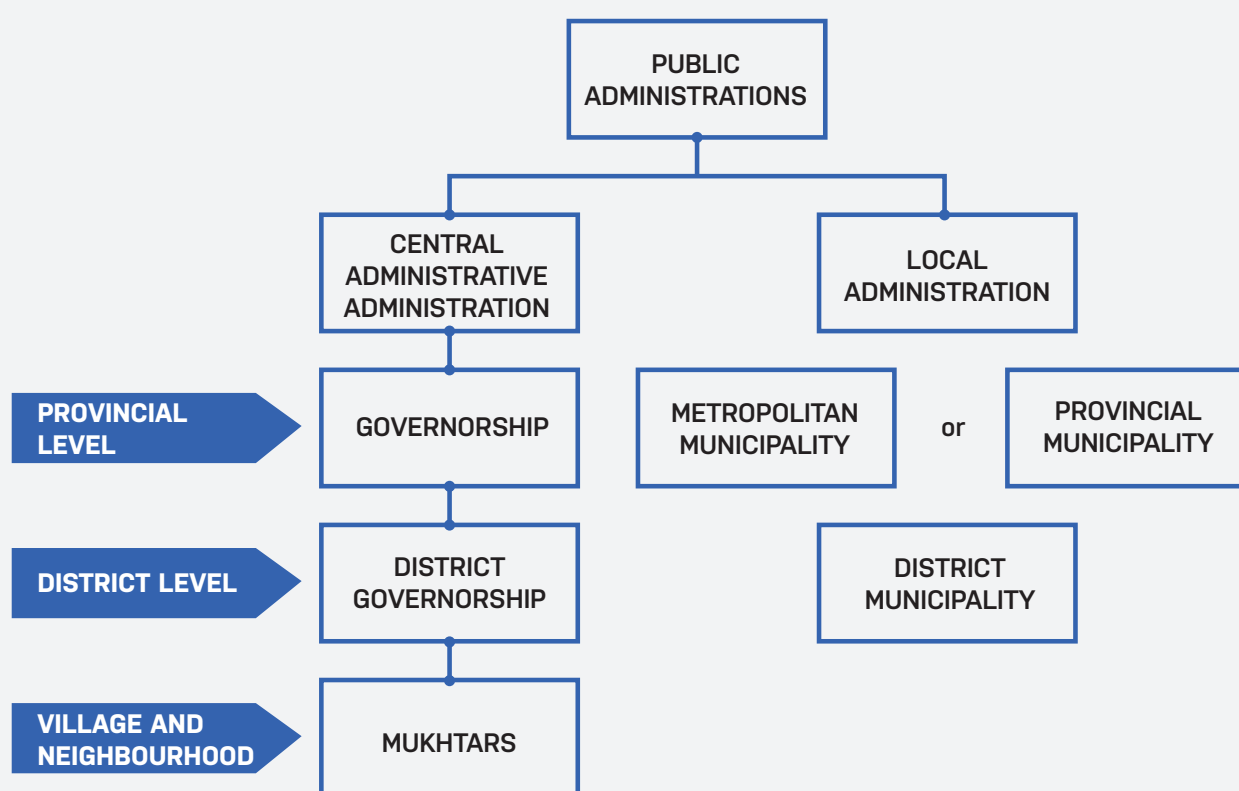 PUBLIC
ADMINISTRATIONS
CENTRAL
ADMINISTRATIVE
ADMINISTRATION
LOCAL
ADMINISTRATION
PROVINCIAL
LEVEL
GOVERNORSHIP
METROPOLITAN
MUNICIPALITY
or
PROVINCIAL
MUNICIPALITY
DISTRICT LEVEL
DISTRICT
GOVERNORSHIP
DISTRICT
MUNICIPALITY
VILLAGE AND
NEIGHBOURHOOD
MUKHTARS